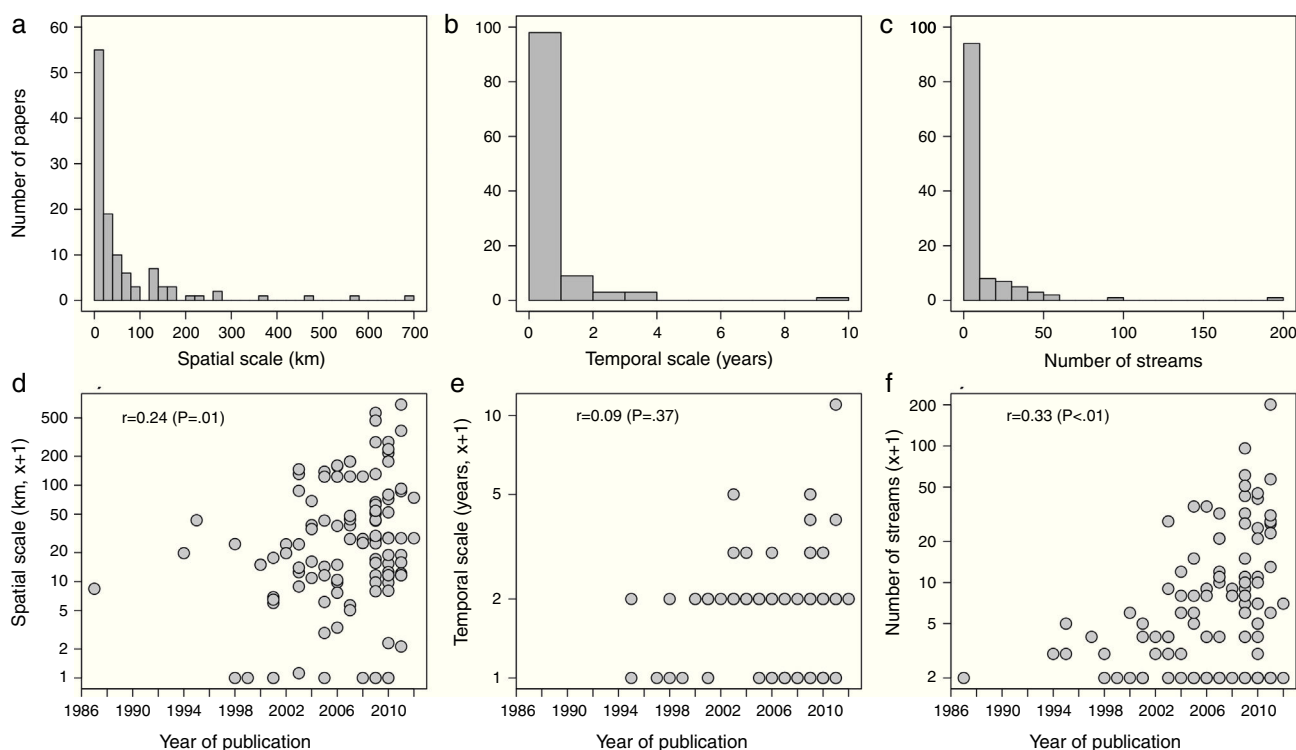 a
b
c
60
50
40
30
20
10
0
Number of papers
0 100 200 300 400 500 600 700
Spatial scale (km)
100
80
60
40
20
0
0 2 4 6 8 10
Temporal scale (years)
100
80
60
40
20
0
0 50 100 150 200
Number of streams
d
r=0.24 (P=.01)
500
200
100
50
20
10
5
2
1
Spatial scale (km, x+1)
1986 1990 1994 1998 2002 2006 2010
Year of publication
e
r=0.09 (P=.37)
10
5
2
1
Temporal scale (years, x+1)
1986 1990 1994 1998 2002 2006 2010
Year of publication
f
r=0.33 (P<.01)
200
100
50
20
10
5
2
Number of streams (x+1)
1986 1990 1994 1998 2002 2006 2010
Year of publication